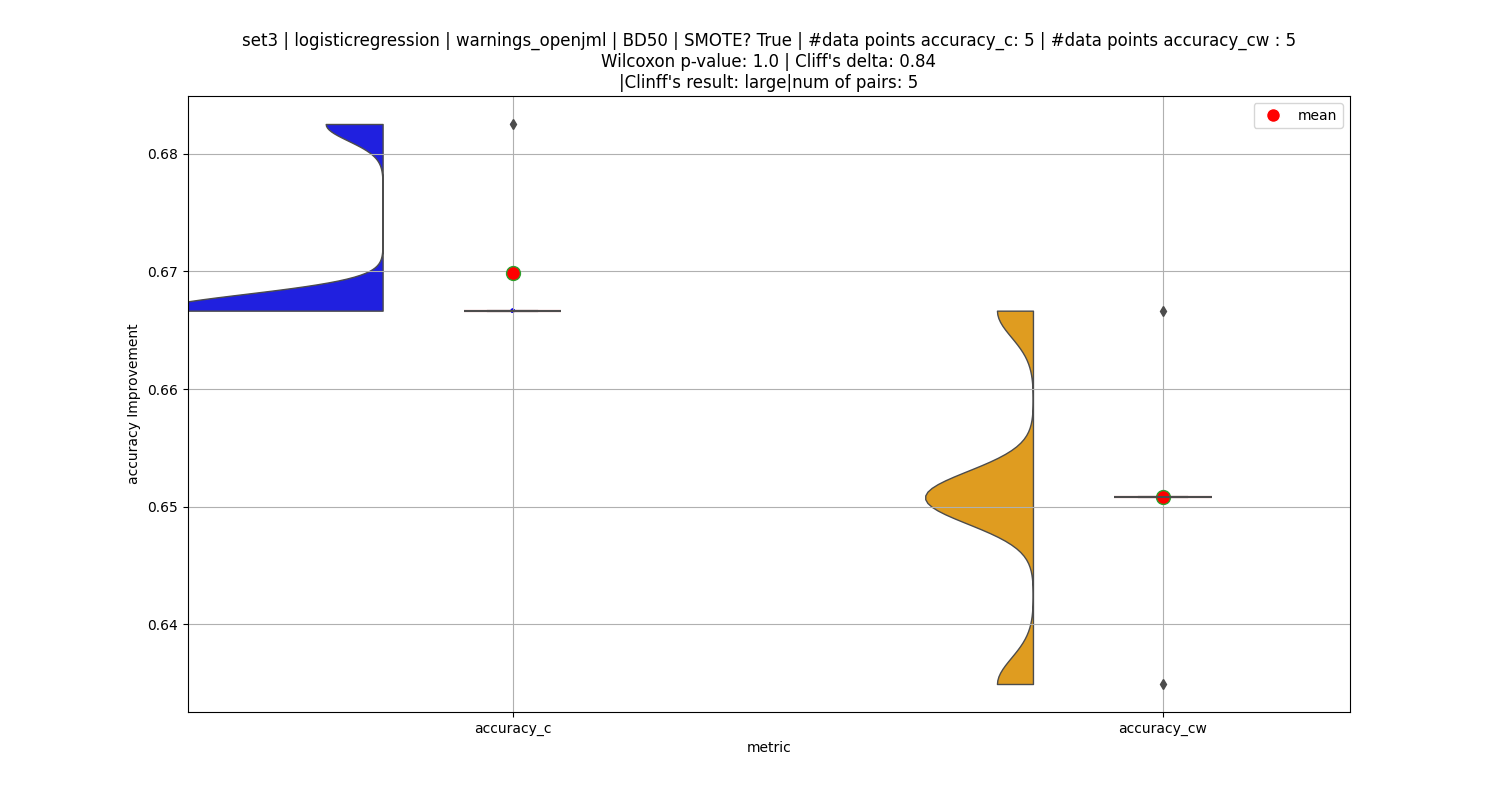 set3 | logisticregression | warnings_openjml | BD50 | SMOTE? True | #data points accuracy_c: 5 | #data points accuracy_cw : 5
Wilcoxon p-value: 1.0 | Cliff's delta: 0.84
|Clinff's result: large|num of pairs: 5
mean
0.68
0.67
0.66
0.65
0.64
accuracy Improvement
accuracy_c
accuracy_cw
metric